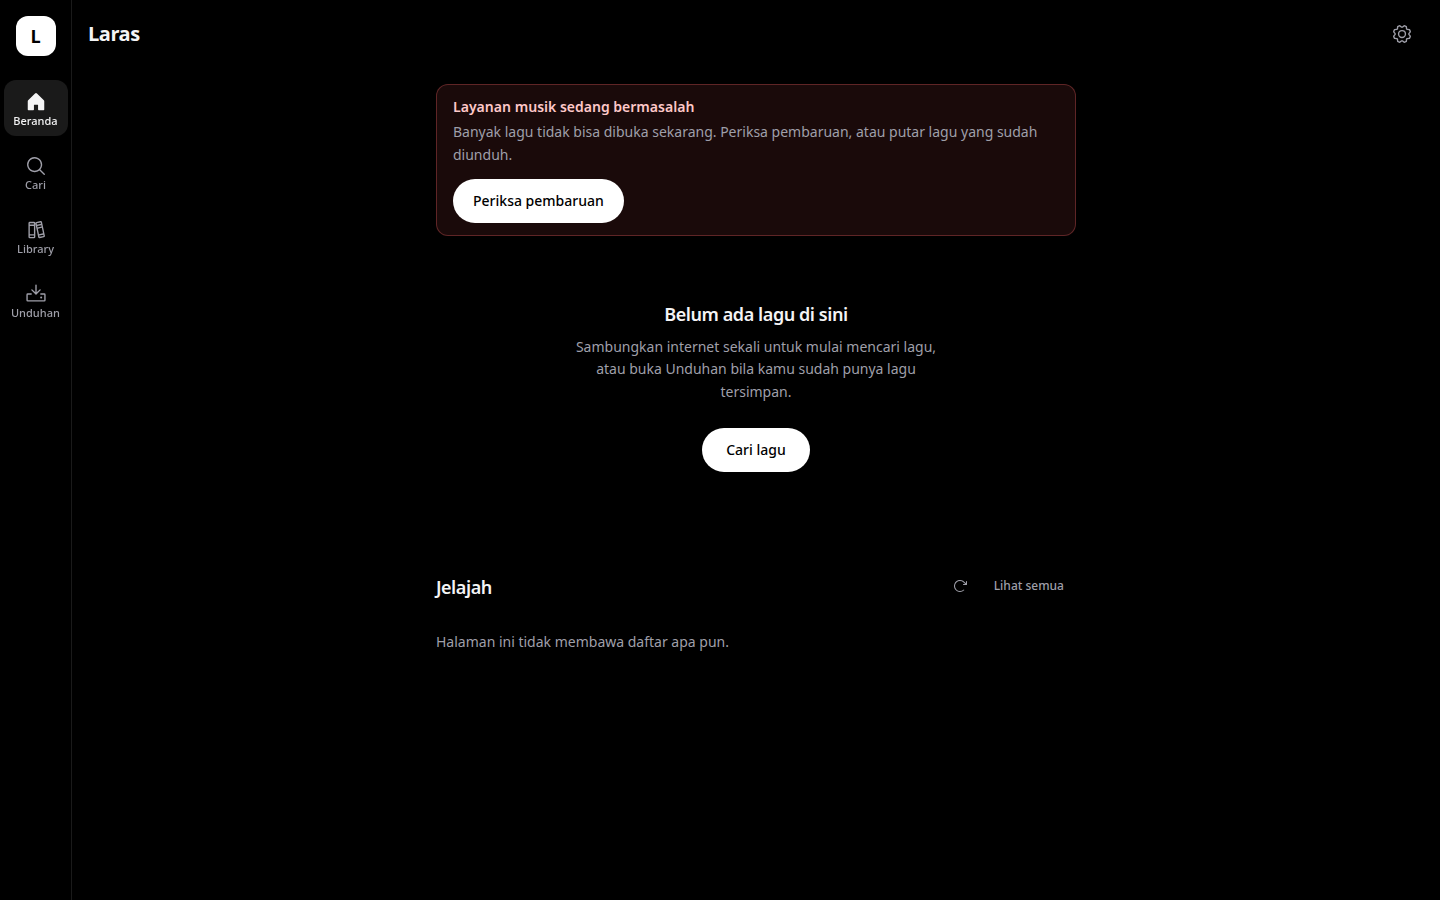 L
Laras
Beranda
Cari
Library
Unduhan
Layanan musik sedang bermasalah
Banyak lagu tidak bisa dibuka sekarang. Periksa pembaruan, atau putar lagu yang sudah
diunduh.
Periksa pembaruan
Belum ada lagu di sini
Sambungkan internet sekali untuk mulai mencari lagu,
atau buka Unduhan bila kamu sudah punya lagu
tersimpan.
Cari lagu
Jelajah
Lihat semua
Halaman ini tidak membawa daftar apa pun.